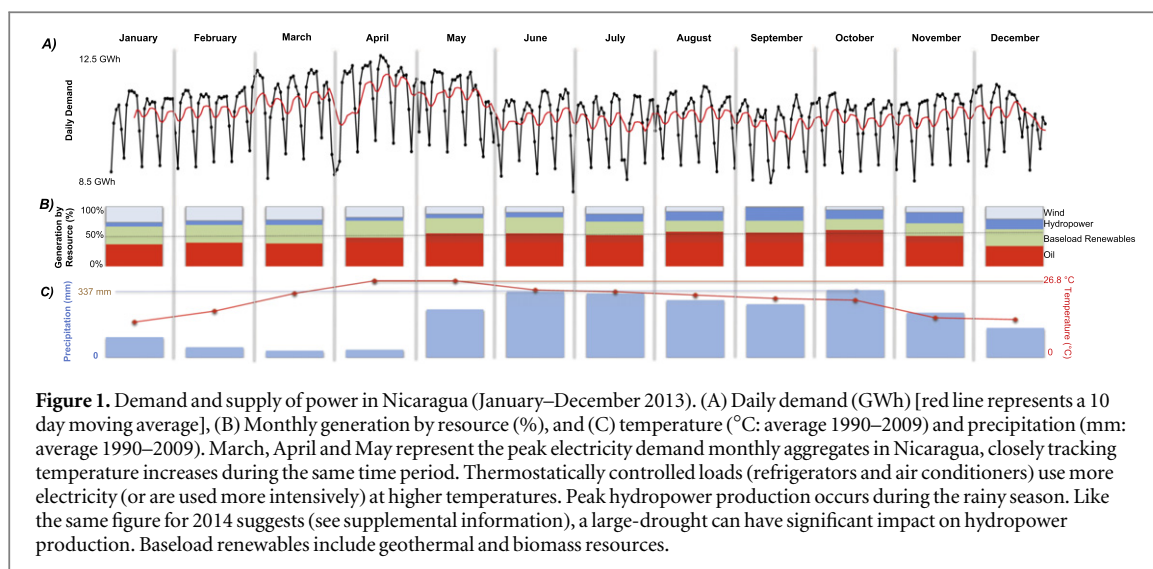 January February March April May June July August September October November December
A)
12.5 GWh
Daily Demand
8.5 GWh
B)
Generation by
Resource (%)
100%
50%
0%
Wind
Hydropower
Baseload Renewables
Oil
C)
Precipitation (mm)
337 mm
0
26.8 °C
Temperature (°C)
0
Figure 1. Demand and supply of power in Nicaragua (January–December 2013). (A) Daily demand (GWh) [red line represents a 10
day moving average], (B) Monthly generation by resource (%), and (C) temperature (°C: average 1990–2009) and precipitation (mm:
average 1990–2009). March, April and May represent the peak electricity demand monthly aggregates in Nicaragua, closely tracking
temperature increases during the same time period. Thermostatically controlled loads (refrigerators and air conditioners) use more
electricity (or are used more intensively) at higher temperatures. Peak hydropower production occurs during the rainy season. Like
the same figure for 2014 suggests (see supplemental information), a large-drought can have significant impact on hydropower
production. Baseload renewables include geothermal and biomass resources.